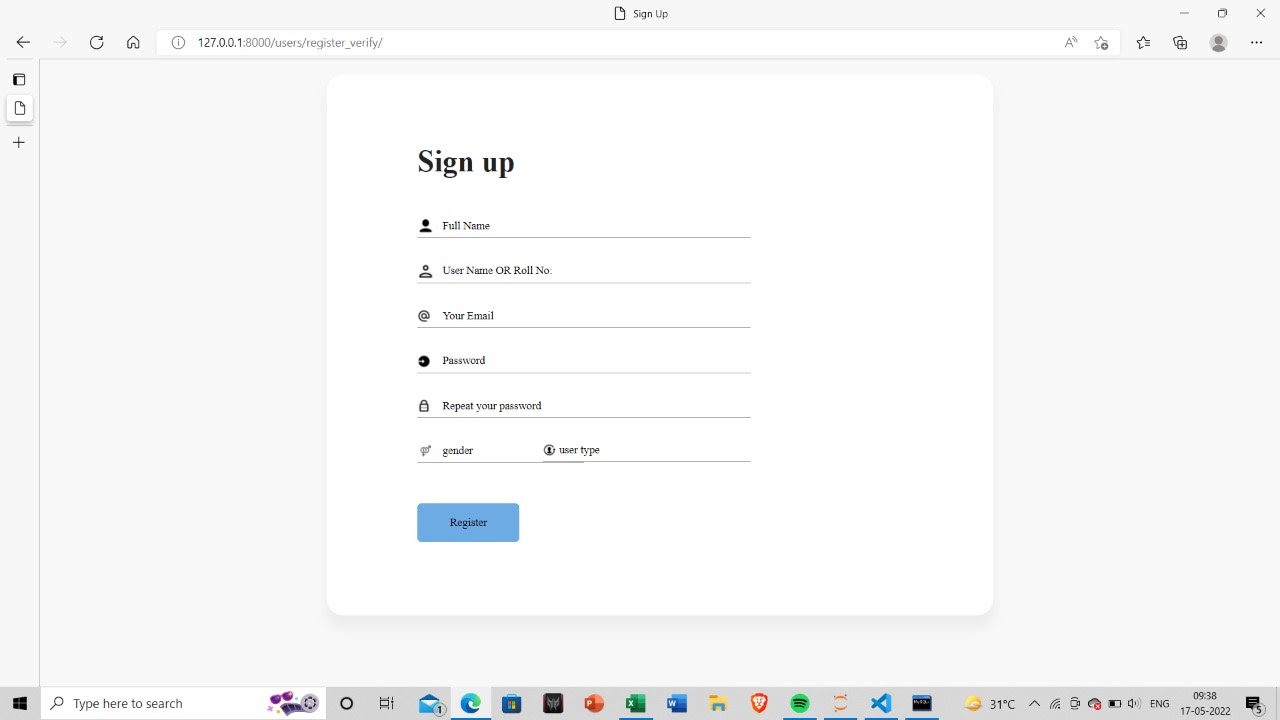 Sign Up
127.0.0.1:8000/users/register_verify/
Sign up
Full Name
User Name OR Roll No:
Your Email
Password
Repeat your password
gender
user type
Register
Type here to search
1
31°C
ENG
09:38
17-05-2022
5